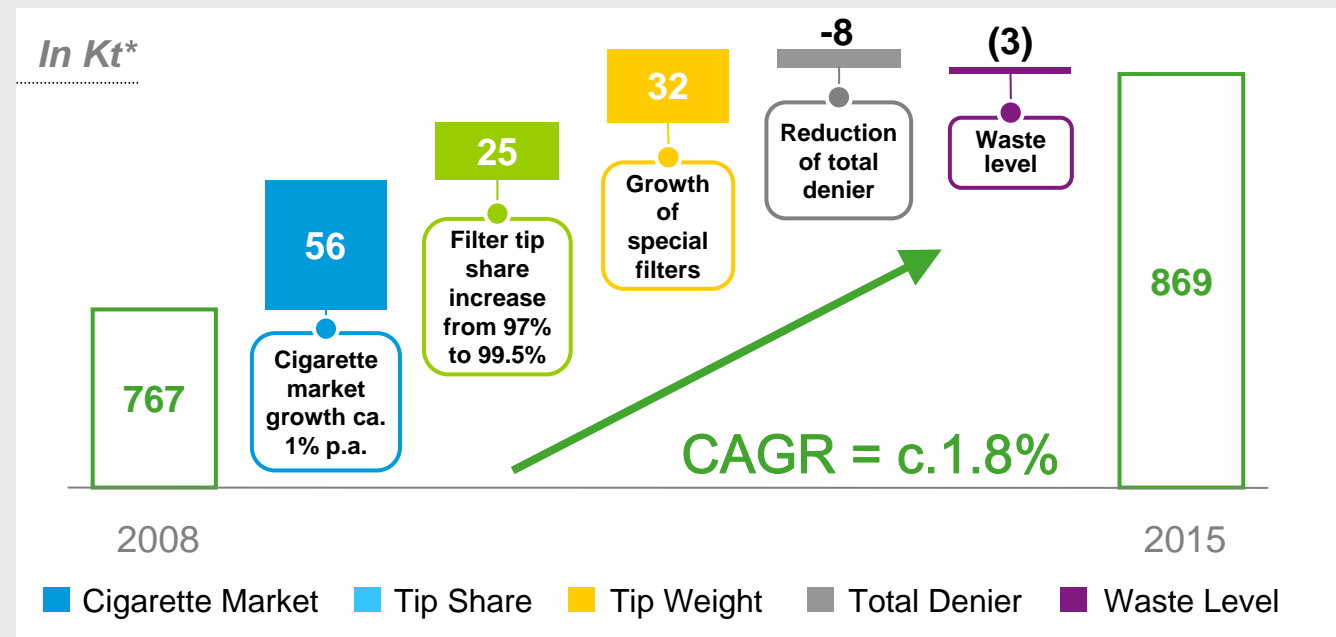 In Kt*
56
25
32
-8
(3)
Cigarette
market
growth ca.
1% p.a.
Filter tip
share
increase
from 97%
to 99.5%
Growth
of
special
filters
Reduction
of total
denier
Waste
level
767
869
CAGR = c.1.8%
2008
2015
Cigarette Market
Tip Share
Tip Weight
Total Denier
Waste Level